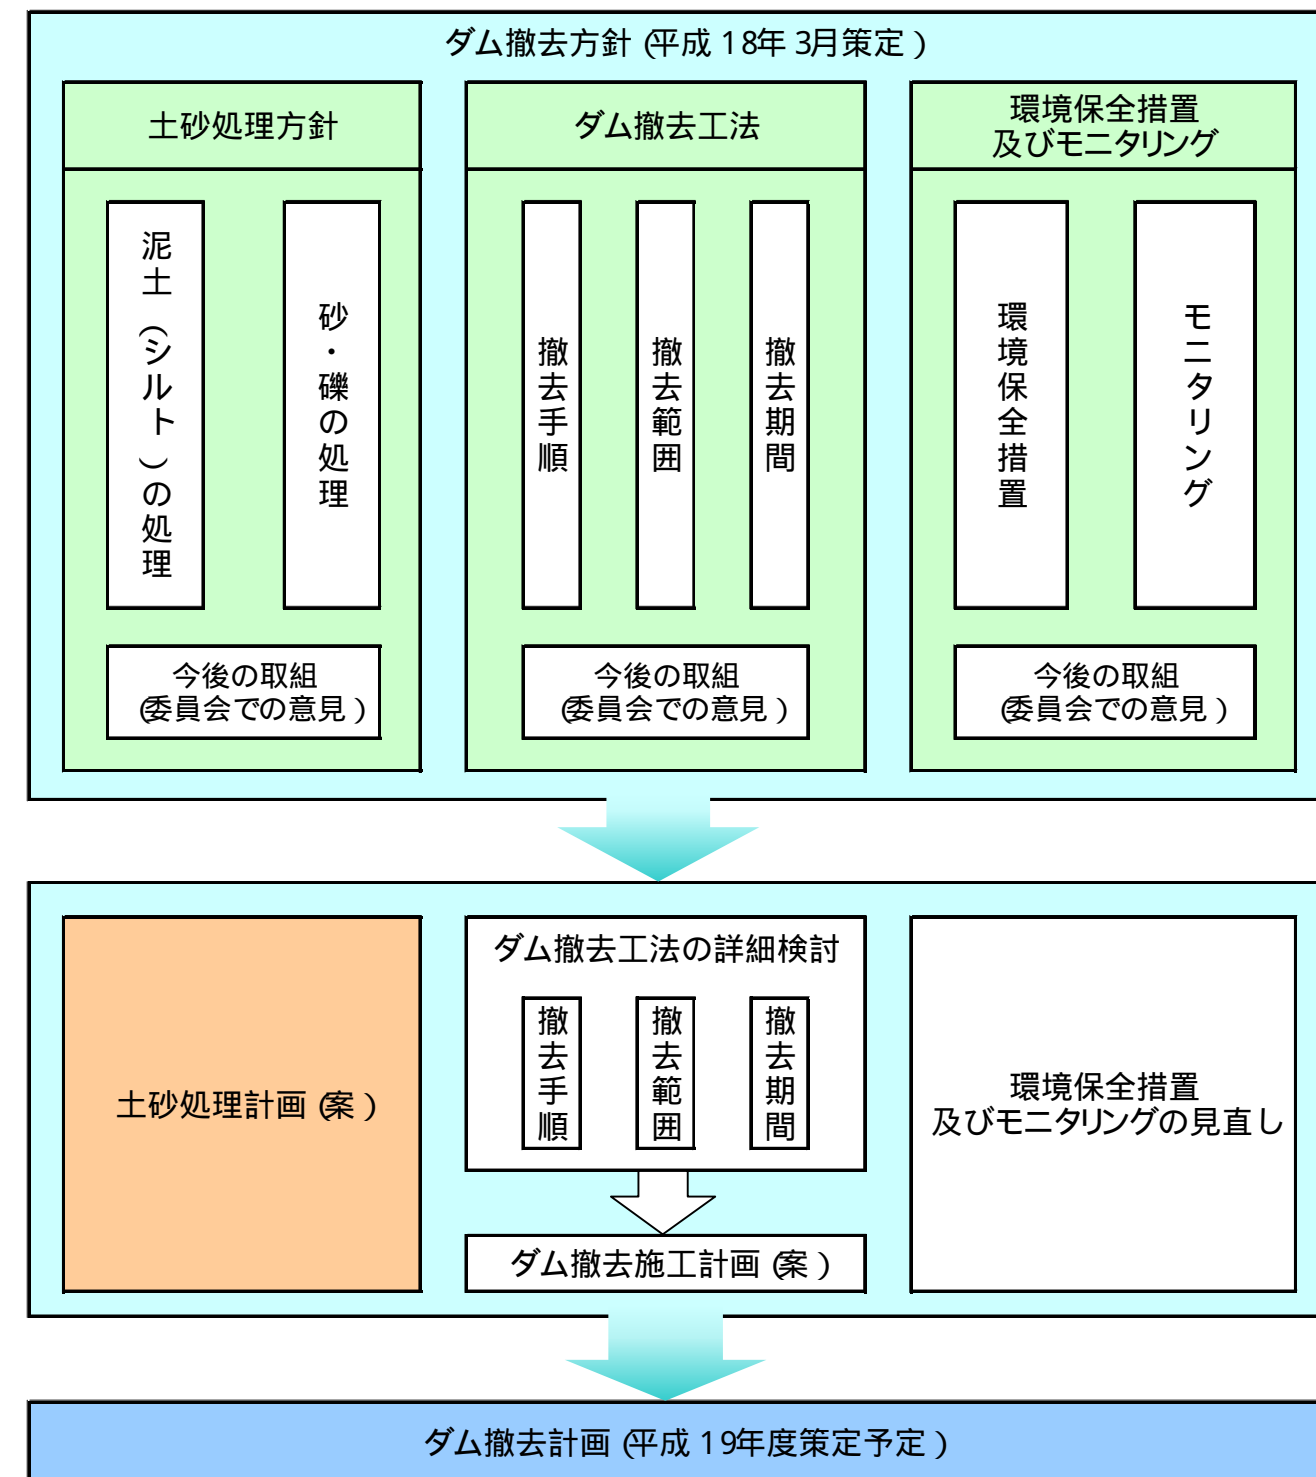 ダム撤去方針(平成18年3月策定)
土砂処理方針
泥土(シルト)の処理
砂・礫の処理
今後の取組
(委員会での意見)
ダム撤去工法
撤去手順
撤去範囲
撤去期間
今後の取組
(委員会での意見)
環境保全措置
及びモニタリング
環境保全措置
モニタリング
今後の取組
(委員会での意見)
土砂処理計画(案)
ダム撤去工法の詳細検討
撤去手順
撤去範囲
撤去期間
ダム撤去施工計画(案)
環境保全措置
及びモニタリングの見直し
ダム撤去計画(平成19年度策定予定)